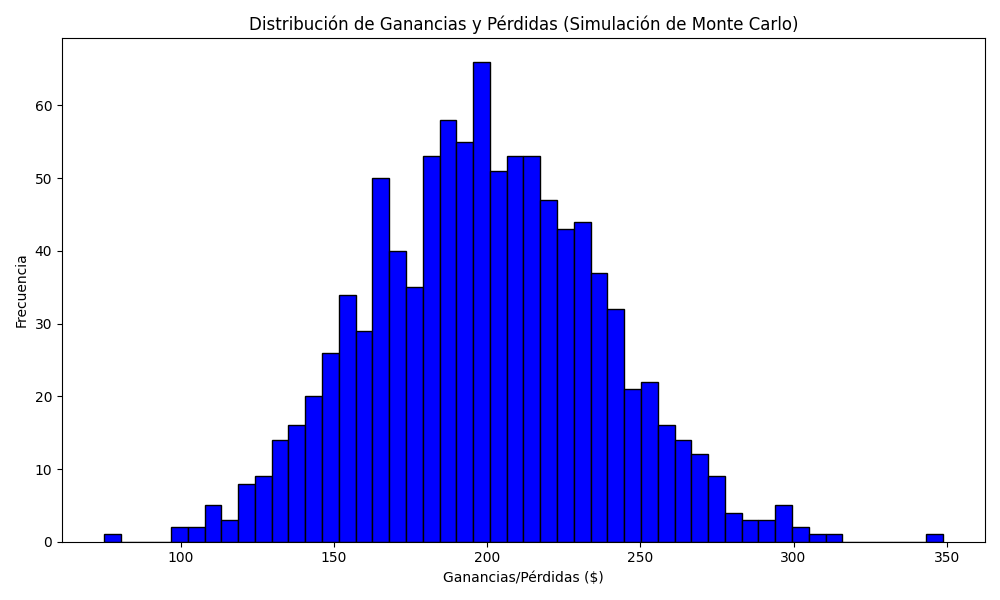 Distribución de Ganancias y Pérdidas (Simulación de Monte Carlo)
60
50
40
30
20
10
0
Frecuencia
100 150 200 250 300 350
Ganancias/Pérdidas ($)